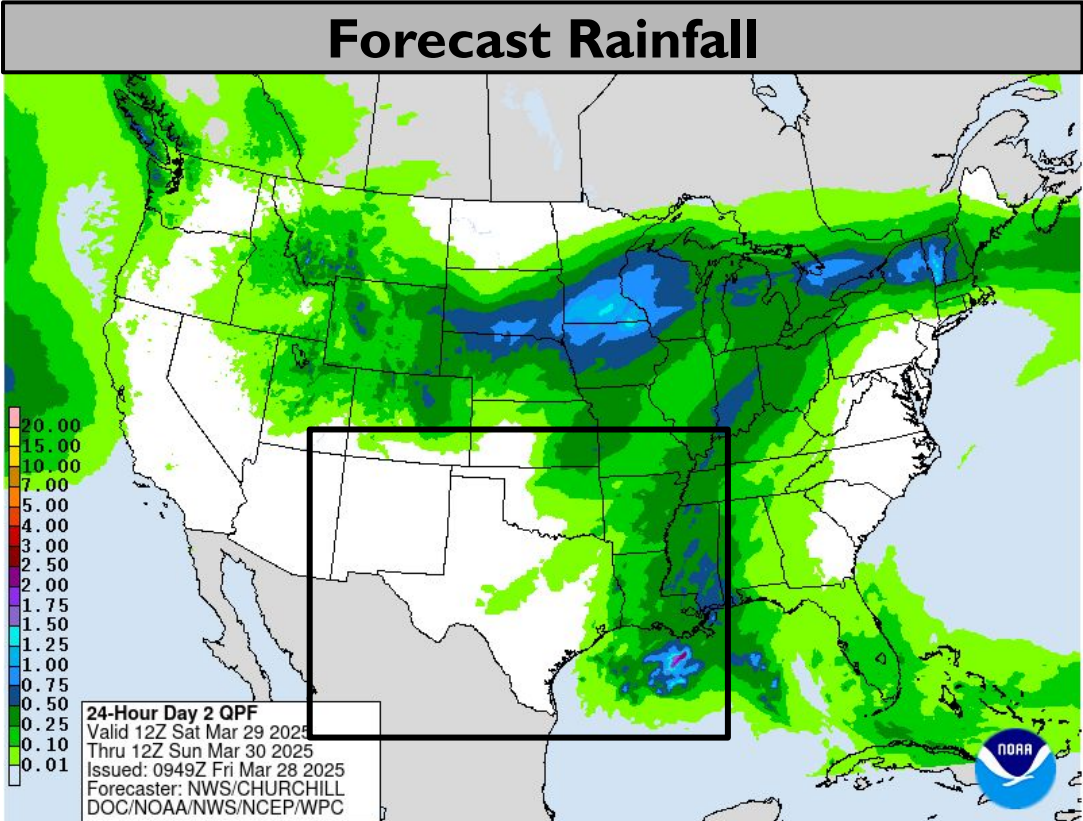 Forecast Rainfall
20.00
15.00
10.00
7.00
5.00
4.00
3.00
2.50
2.00
1.75
1.50
1.25
1.00
0.75
0.50
0.25
0.10
0.01
24-Hour Day 2 QPF
Valid 12Z Sat Mar 29 2025
Thru 12Z Sun Mar 30 2025
Issued: 0949Z Fri Mar 28 2025
Forecaster: NWS/CHURCHILL
DOC/NOAA/NWS/NCEP/WPC
NOAA